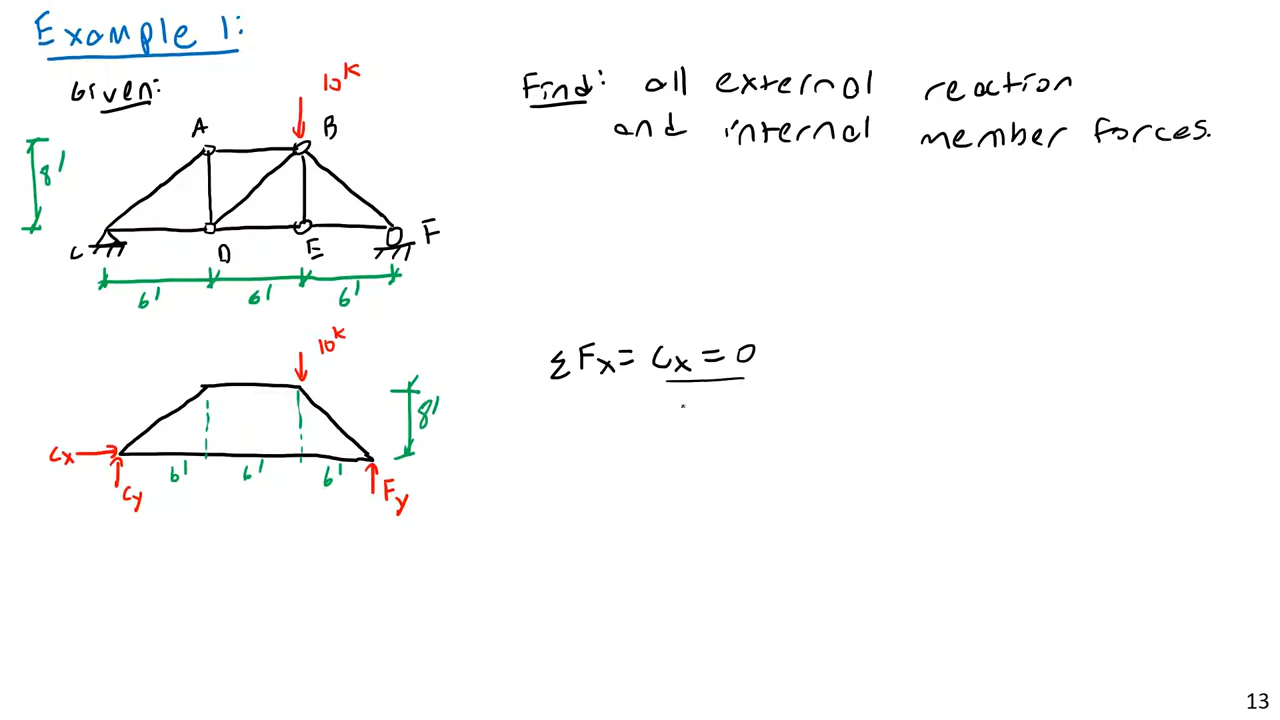 Example 1:
Given:
10k
A
B
8'
C
D
E
F
6' 6' 6'
Find: all external reaction
and internal member forces.
10k
8'
Cx
6' 6' 6'
Cy
Fy
ΣFx = Cx = 0
13